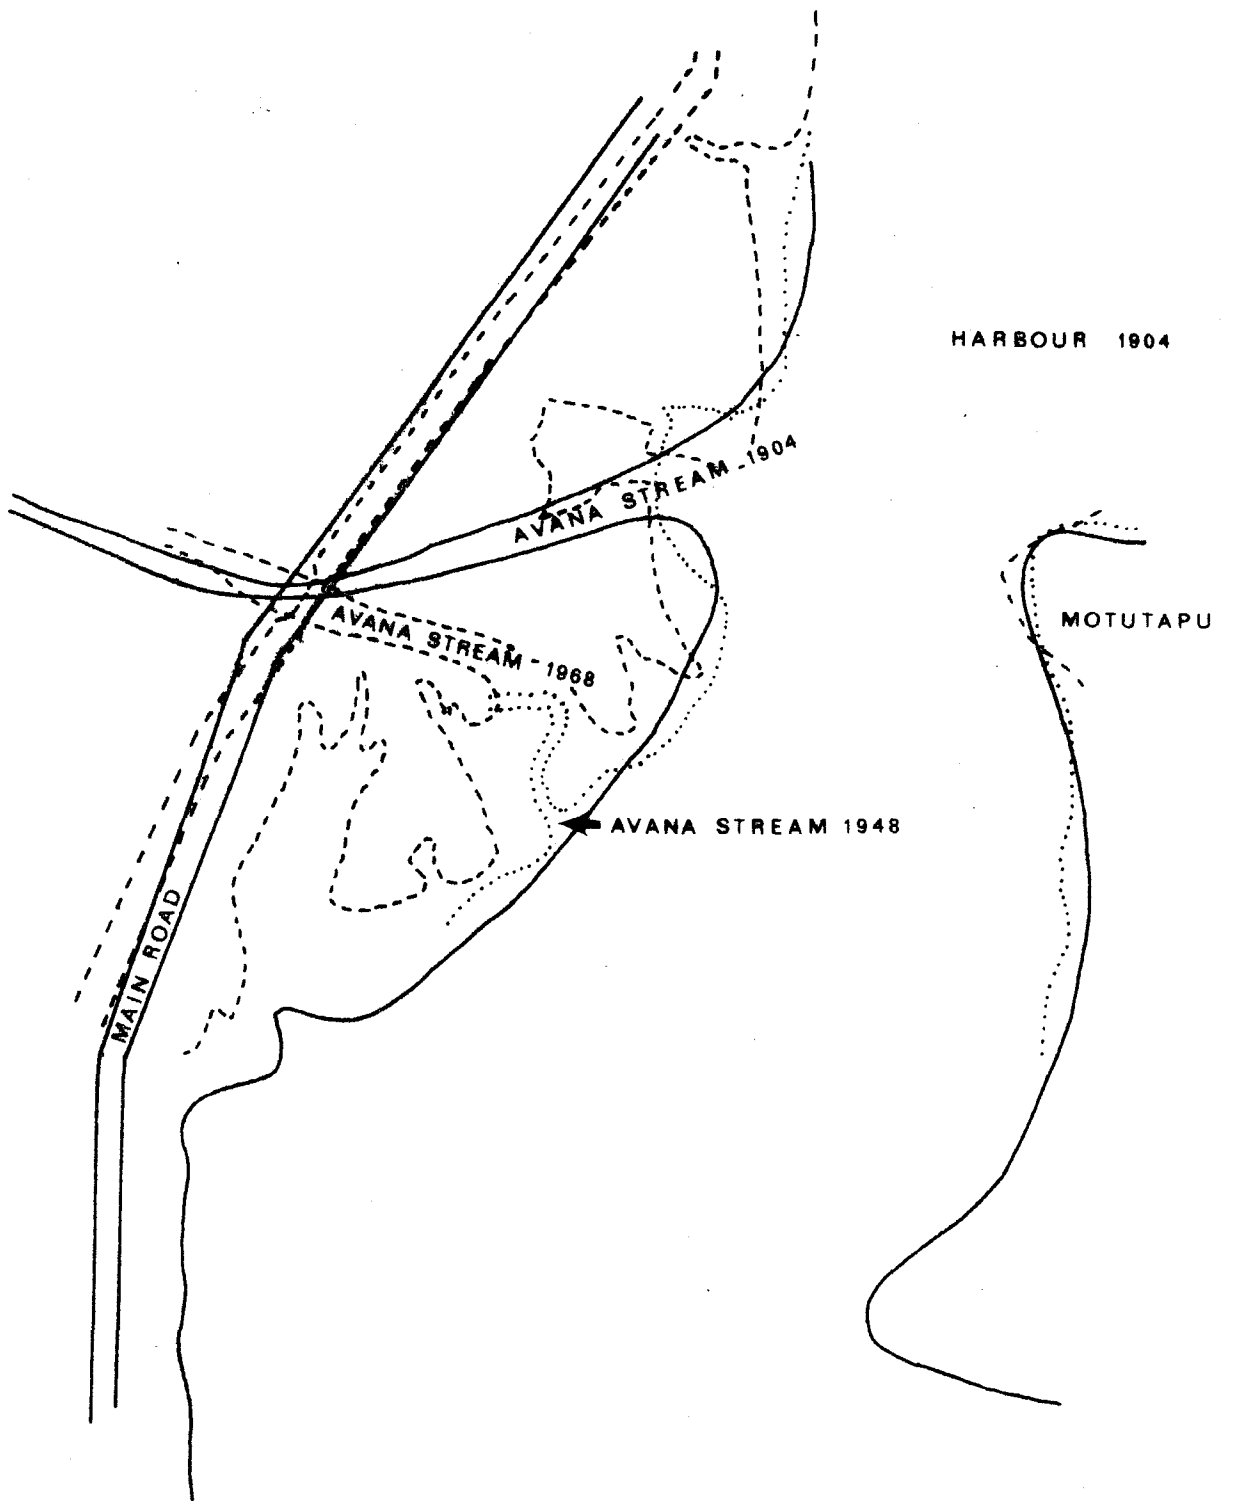 HARBOUR 1904
AVANA STREAM - 1904
AVANA STREAM - 1968
MOTUTAPU
AVANA STREAM 1948
MAIN ROAD